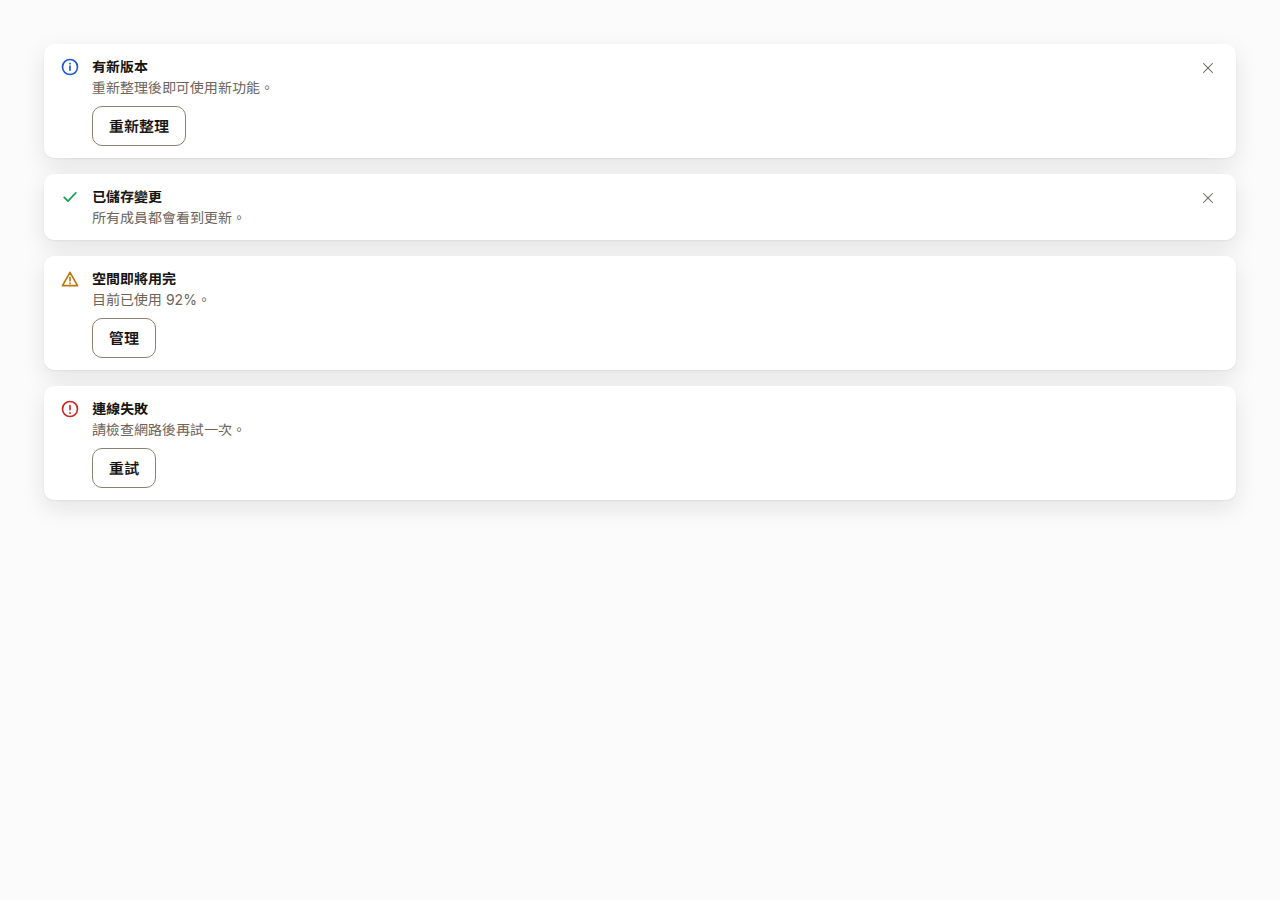 有新版本
重新整理後即可使用新功能。
重新整理
已儲存變更
所有成員都會看到更新。
空間即將用完
目前已使用 92%。
管理
連線失敗
請檢查網路後再試一次。
重試